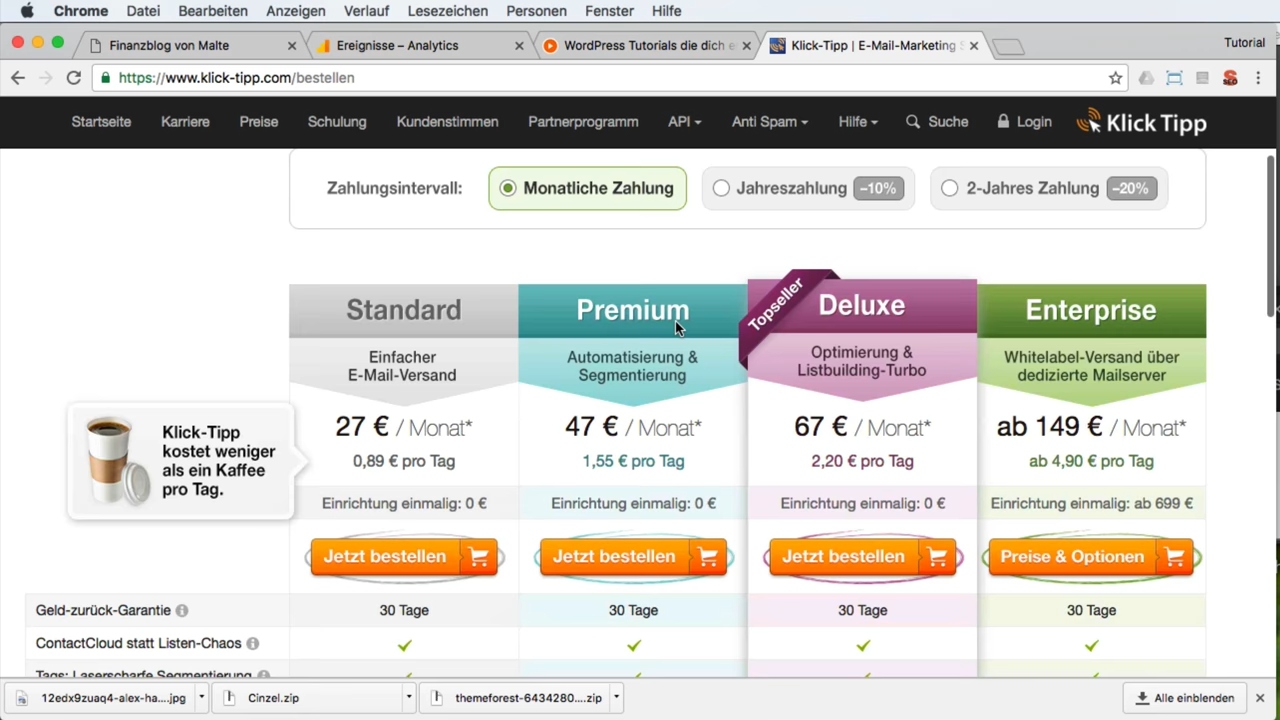 Chrome Datei Bearbeiten Anzeigen Verlauf Lesezeichen Personen Fenster Hilfe
Finanzblog von Malte
Ereignisse – Analytics
WordPress Tutorials die dich e
Klick-Tipp | E-Mail-Marketing S
Tutorial
https://www.klick-tipp.com/bestellen
Startseite Karriere Preise Schulung Kundenstimmen Partnerprogramm API Anti Spam Hilfe Suche Login Klick Tipp
Zahlungsintervall: Monatliche Zahlung Jahreszahlung –10% 2-Jahres Zahlung –20%
Topseller
Standard Premium Deluxe Enterprise
Einfacher
E-Mail-Versand
Automatisierung &
Segmentierung
Optimierung &
Listbuilding-Turbo
Whitelabel-Versand über
dedizierte Mailserver
Klick-Tipp
kostet weniger
als ein Kaffee
pro Tag.
27 € / Monat* 47 € / Monat* 67 € / Monat* ab 149 € / Monat*
0,89 € pro Tag 1,55 € pro Tag 2,20 € pro Tag ab 4,90 € pro Tag
Einrichtung einmalig: 0 € Einrichtung einmalig: 0 € Einrichtung einmalig: 0 € Einrichtung einmalig: ab 699 €
Jetzt bestellen Jetzt bestellen Jetzt bestellen Preise & Optionen
Geld-zurück-Garantie 30 Tage 30 Tage 30 Tage 30 Tage
ContactCloud statt Listen-Chaos
Tags: Laserscharfe Segmentierung
12edx9zuaq4-alex-ha....jpg Cinzel.zip themeforest-6434280....zip Alle einblenden